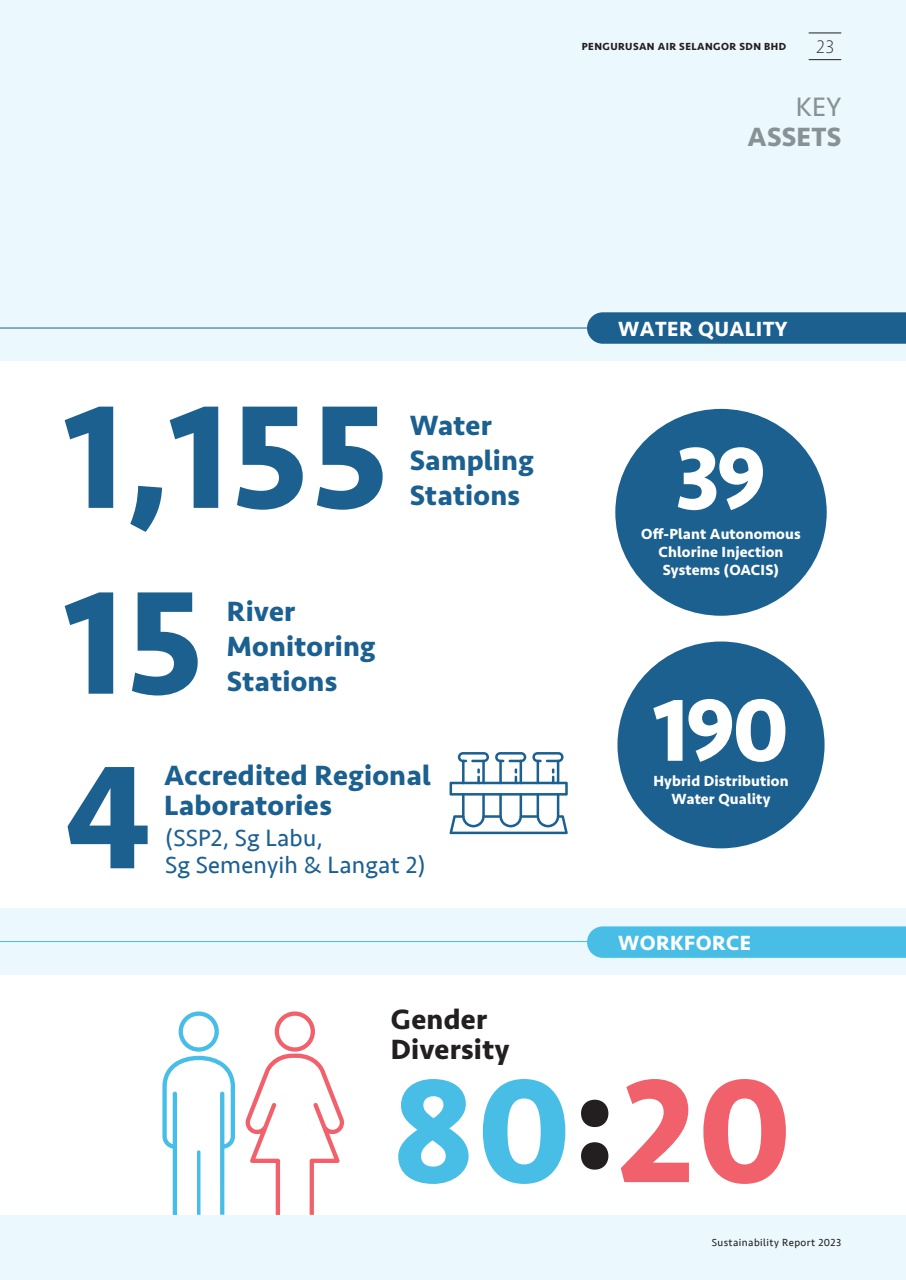 PENGURUSAN AIR SELANGOR SDN BHD
23
KEY
ASSETS
WATER QUALITY
1,155
Water
Sampling
Stations
39
Off-Plant Autonomous
Chlorine Injection
Systems (OACIS)
15
River
Monitoring
Stations
190
Hybrid Distribution
Water Quality
4
Accredited Regional
Laboratories
(SSP2, Sg Labu,
Sg Semenyih & Langat 2)
WORKFORCE
Gender
Diversity
80:20
Sustainability Report 2023